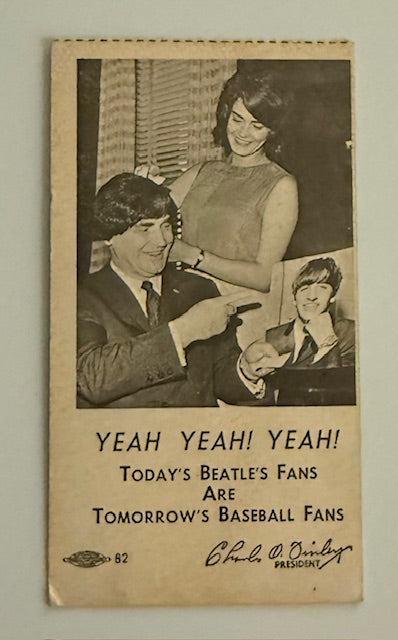 YEAH YEAH! YEAH!
TODAY'S BEATLE'S FANS
ARE
TOMORROW'S BASEBALL FANS
82
Charles O. Finley
PRESIDENT